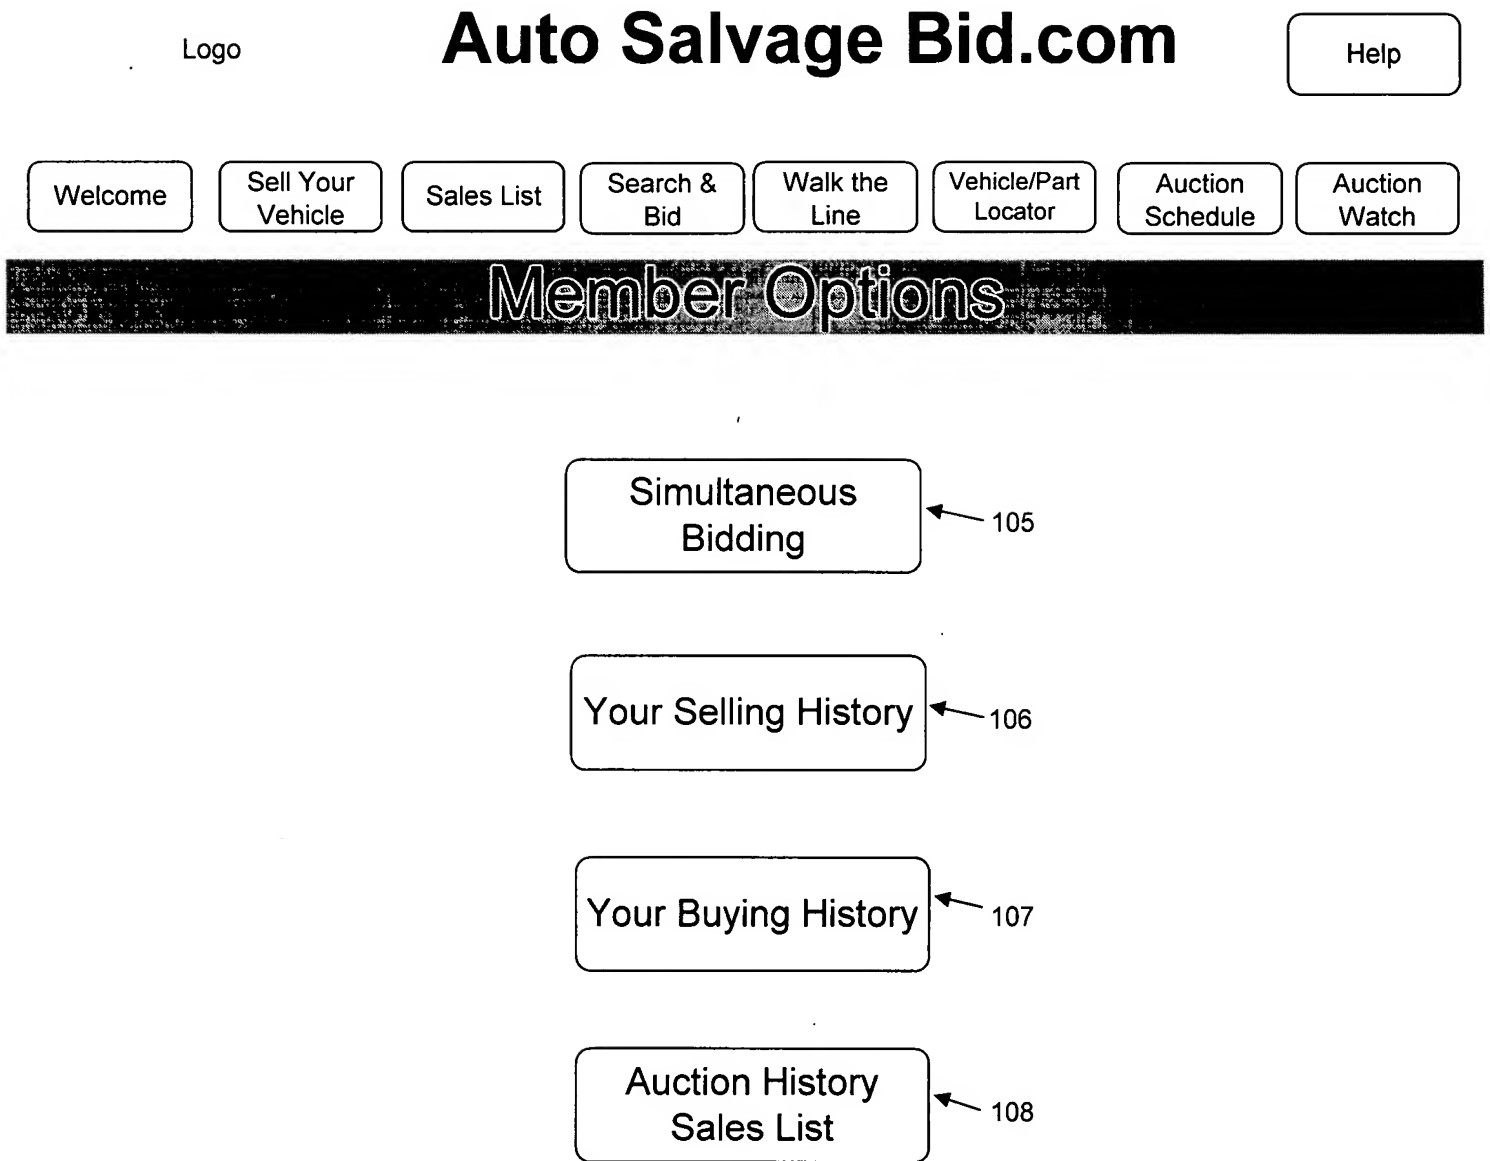 Logo
Auto Salvage Bid.com
Help
Welcome
Sell Your
Vehicle
Sales List
Search &
Bid
Walk the
Line
Vehicle/Part
Locator
Auction
Schedule
Auction
Watch
Member Options
Simultaneous
Bidding
105
Your Selling History
106
Your Buying History
107
Auction History
Sales List
108